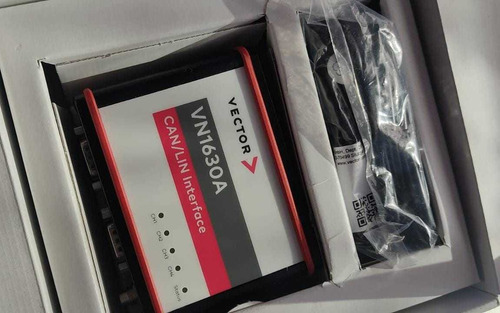 VECTOR
VN1630A
CAN/LIN Interface
CH1
CH2
CH3
CH4
Status